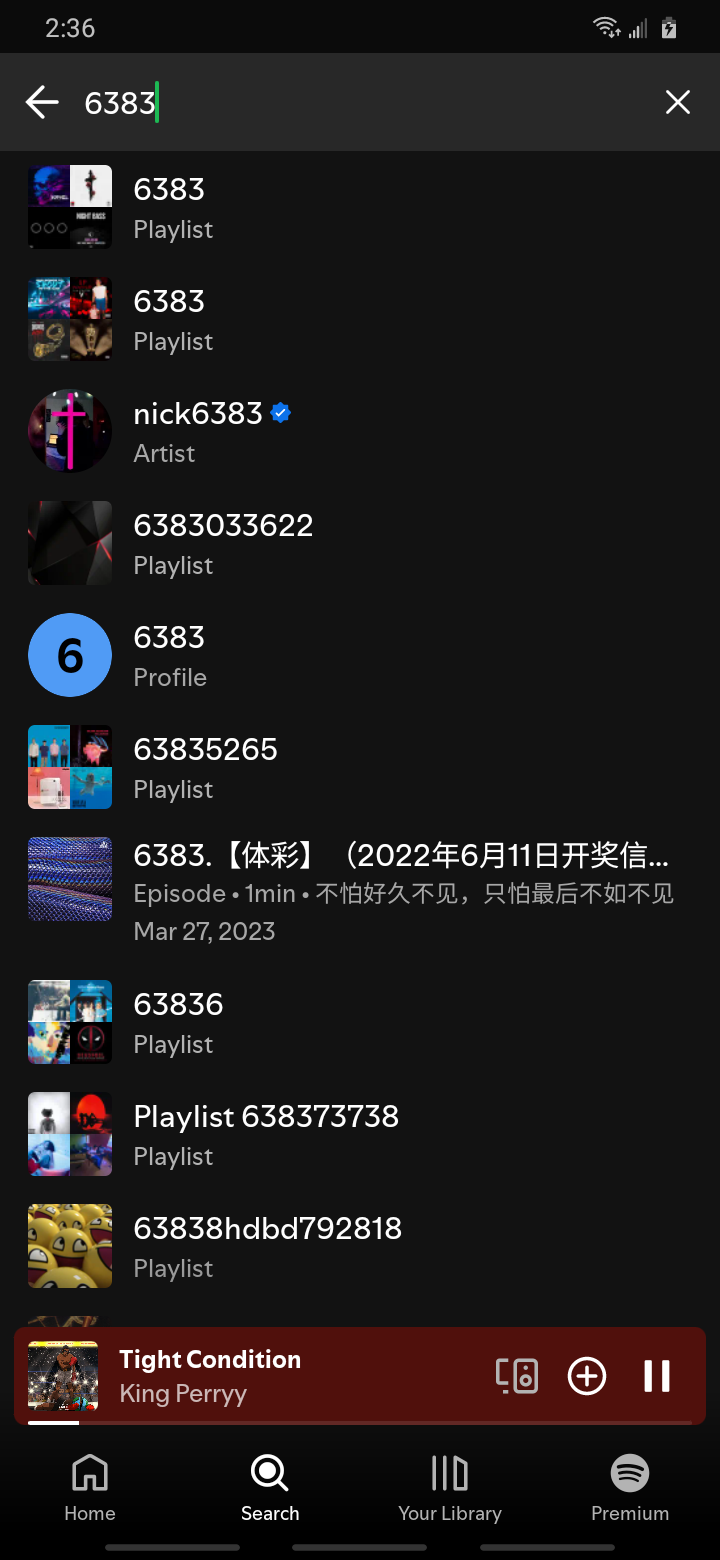 2:36
6383
6383
Playlist
6383
Playlist
nick6383
Artist
6383033622
Playlist
6
6383
Profile
63835265
Playlist
6383.【体彩】（2022年6月11日开奖信...
Episode • 1min • 不怕好久不见，只怕最后不如不见
Mar 27, 2023
63836
Playlist
Playlist 638373738
Playlist
63838hdbd792818
Playlist
Tight Condition
King Perryy
Home
Search
Your Library
Premium